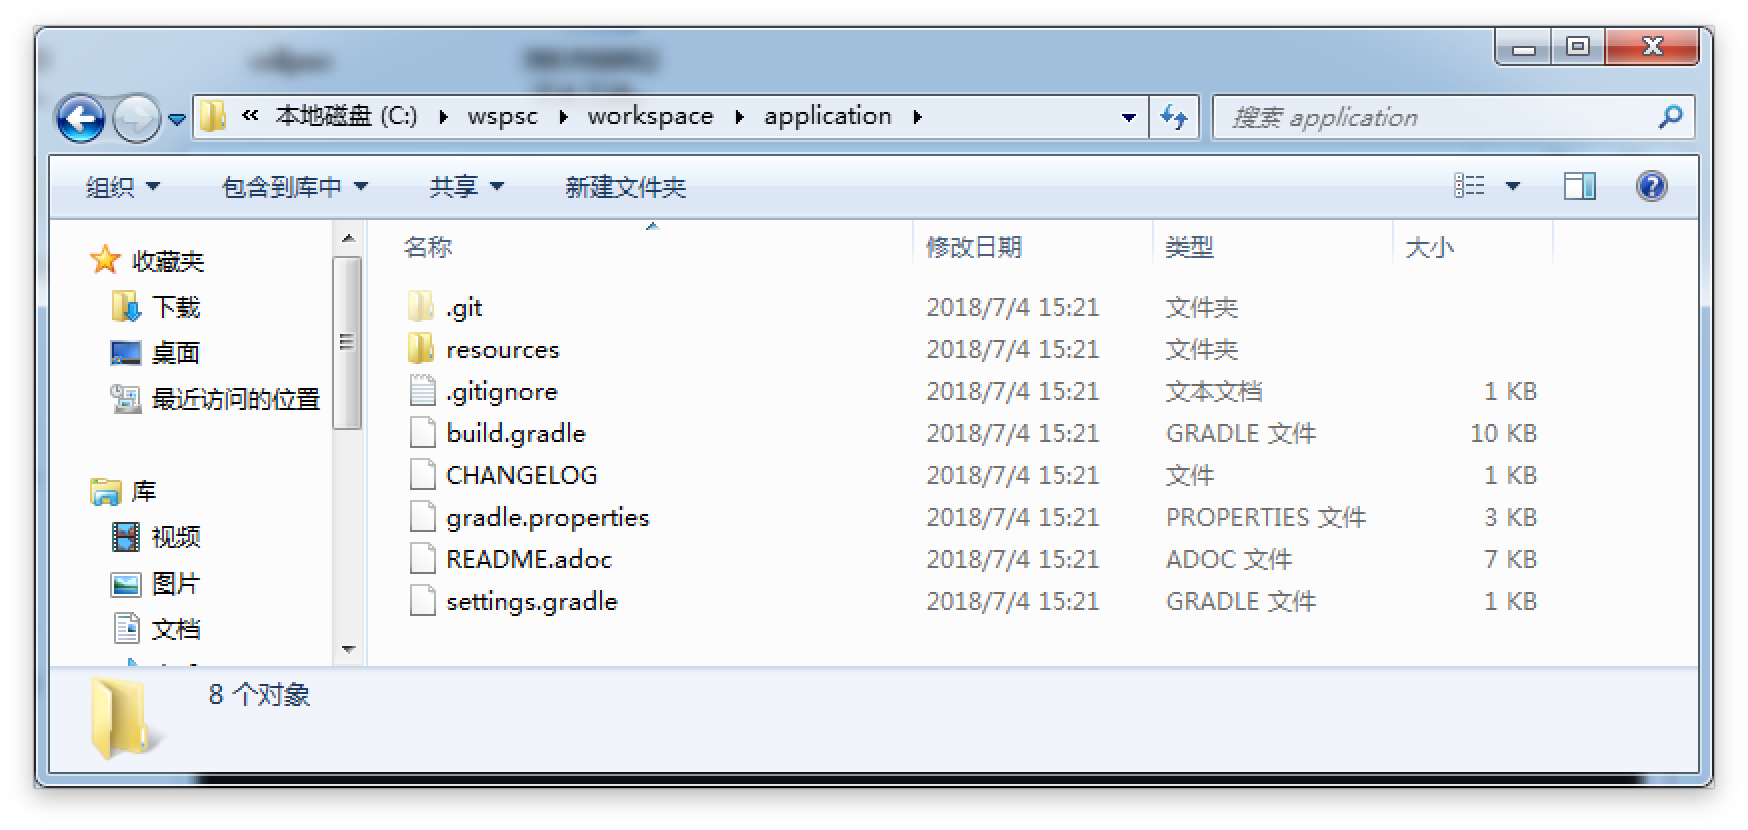 « 本地磁盘 (C:) ▸ wspsc ▸ workspace ▸ application ▸
搜索 application
组织 包含到库中 共享 新建文件夹
收藏夹
下载
桌面
最近访问的位置
库
视频
图片
文档
名称 修改日期 类型 大小
.git 2018/7/4 15:21 文件夹
resources 2018/7/4 15:21 文件夹
.gitignore 2018/7/4 15:21 文本文档 1 KB
build.gradle 2018/7/4 15:21 GRADLE 文件 10 KB
CHANGELOG 2018/7/4 15:21 文件 1 KB
gradle.properties 2018/7/4 15:21 PROPERTIES 文件 3 KB
README.adoc 2018/7/4 15:21 ADOC 文件 7 KB
settings.gradle 2018/7/4 15:21 GRADLE 文件 1 KB
8 个对象